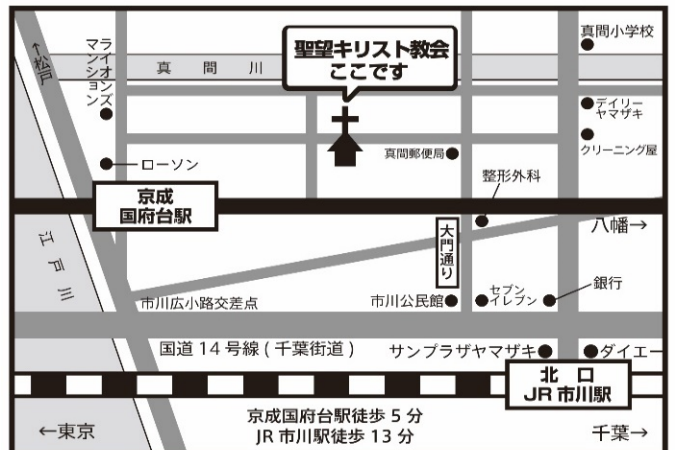 真間小学校
聖望キリスト教会
ここです
↑松戸
ライオンズ
マンション
真間川
デイリー
ヤマザキ
クリーニング屋
真間郵便局
ローソン
整形外科
京成
国府台駅
八幡→
大門通り
江戸川
銀行
セブン
イレブン
市川公民館
市川広小路交差点
国道14号線(千葉街道)
サンプラザヤマザキ
ダイエー
北口
JR市川駅
京成国府台駅徒歩5分
JR市川駅徒歩13分
←東京
千葉→